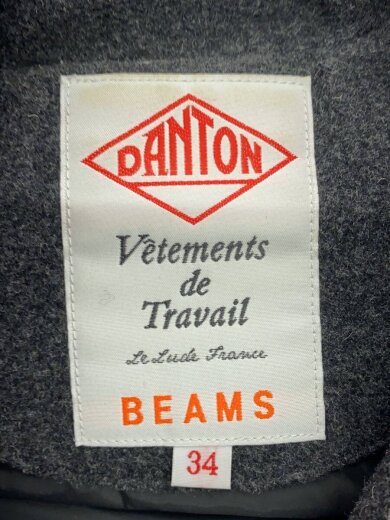 DANTON
Vêtements
de
Travail
Le Lude France
BEAMS
34